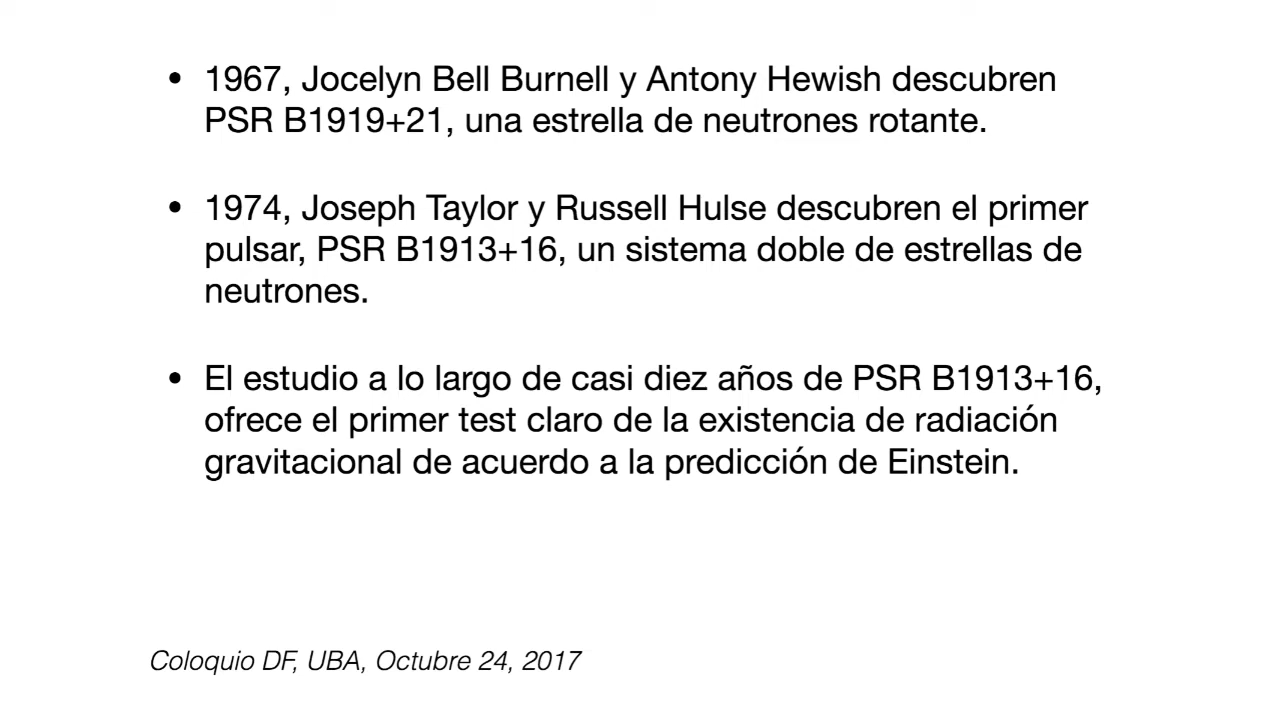 • 1967, Jocelyn Bell Burnell y Antony Hewish descubren
PSR B1919+21, una estrella de neutrones rotante.
• 1974, Joseph Taylor y Russell Hulse descubren el primer
pulsar, PSR B1913+16, un sistema doble de estrellas de
neutrones.
• El estudio a lo largo de casi diez años de PSR B1913+16,
ofrece el primer test claro de la existencia de radiación
gravitacional de acuerdo a la predicción de Einstein.
Coloquio DF, UBA, Octubre 24, 2017